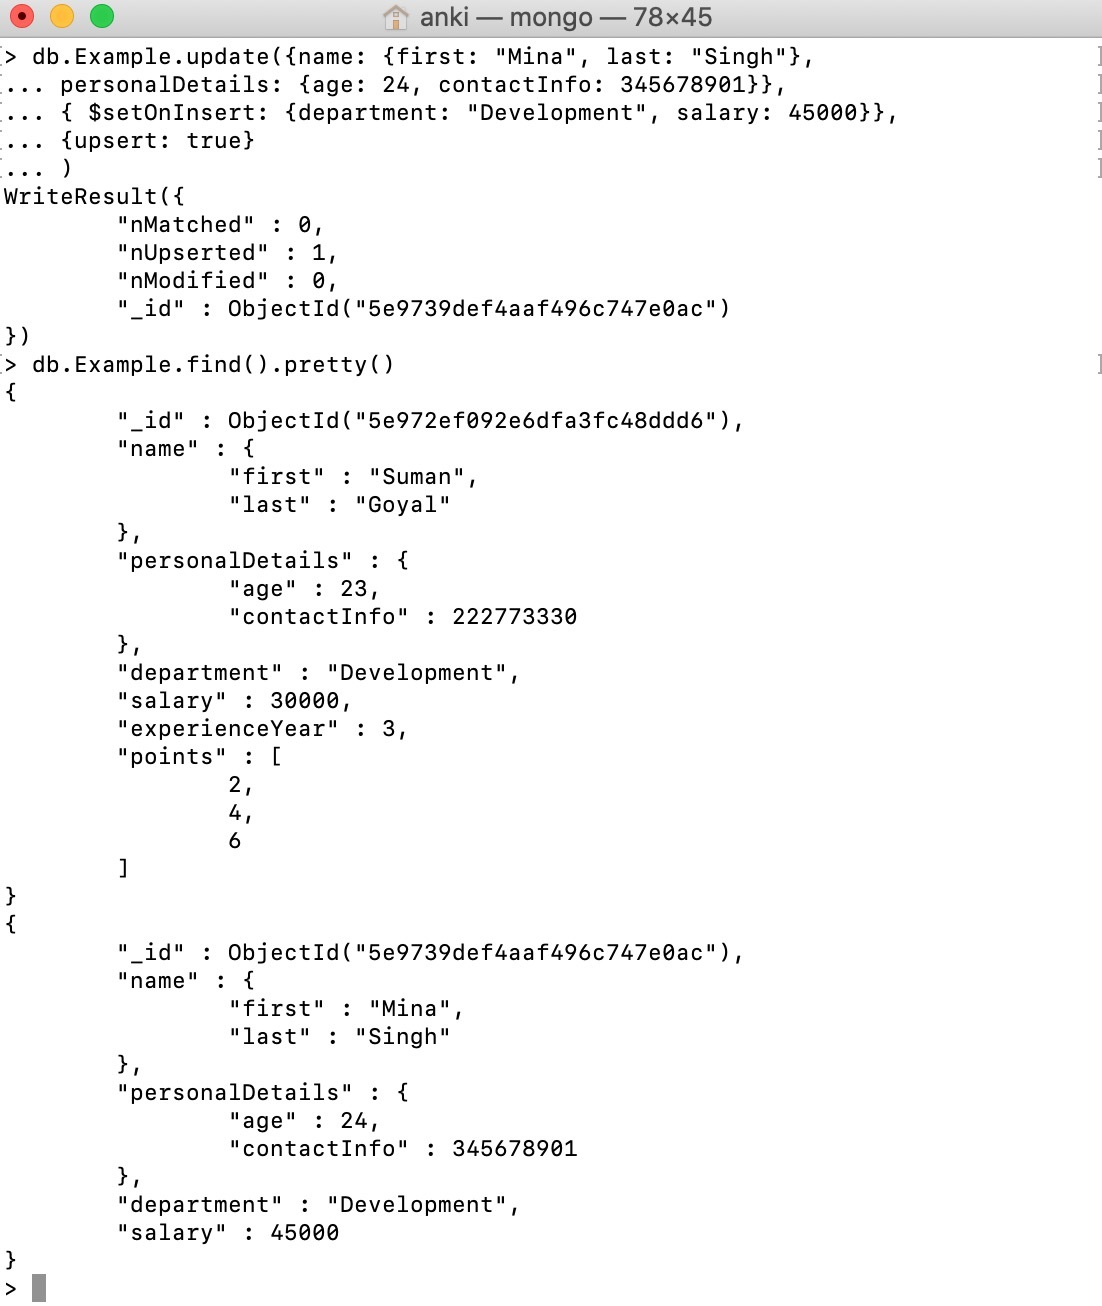 anki — mongo — 78×45
> db.Example.update({name: {first: "Mina", last: "Singh"},
... personalDetails: {age: 24, contactInfo: 345678901}},
... { $setOnInsert: {department: "Development", salary: 45000}},
... {upsert: true}
... )
WriteResult({
        "nMatched" : 0,
        "nUpserted" : 1,
        "nModified" : 0,
        "_id" : ObjectId("5e9739def4aaf496c747e0ac")
})
> db.Example.find().pretty()
{
        "_id" : ObjectId("5e972ef092e6dfa3fc48ddd6"),
        "name" : {
                "first" : "Suman",
                "last" : "Goyal"
        },
        "personalDetails" : {
                "age" : 23,
                "contactInfo" : 222773330
        },
        "department" : "Development",
        "salary" : 30000,
        "experienceYear" : 3,
        "points" : [
                2,
                4,
                6
        ]
}
{
        "_id" : ObjectId("5e9739def4aaf496c747e0ac"),
        "name" : {
                "first" : "Mina",
                "last" : "Singh"
        },
        "personalDetails" : {
                "age" : 24,
                "contactInfo" : 345678901
        },
        "department" : "Development",
        "salary" : 45000
}
>